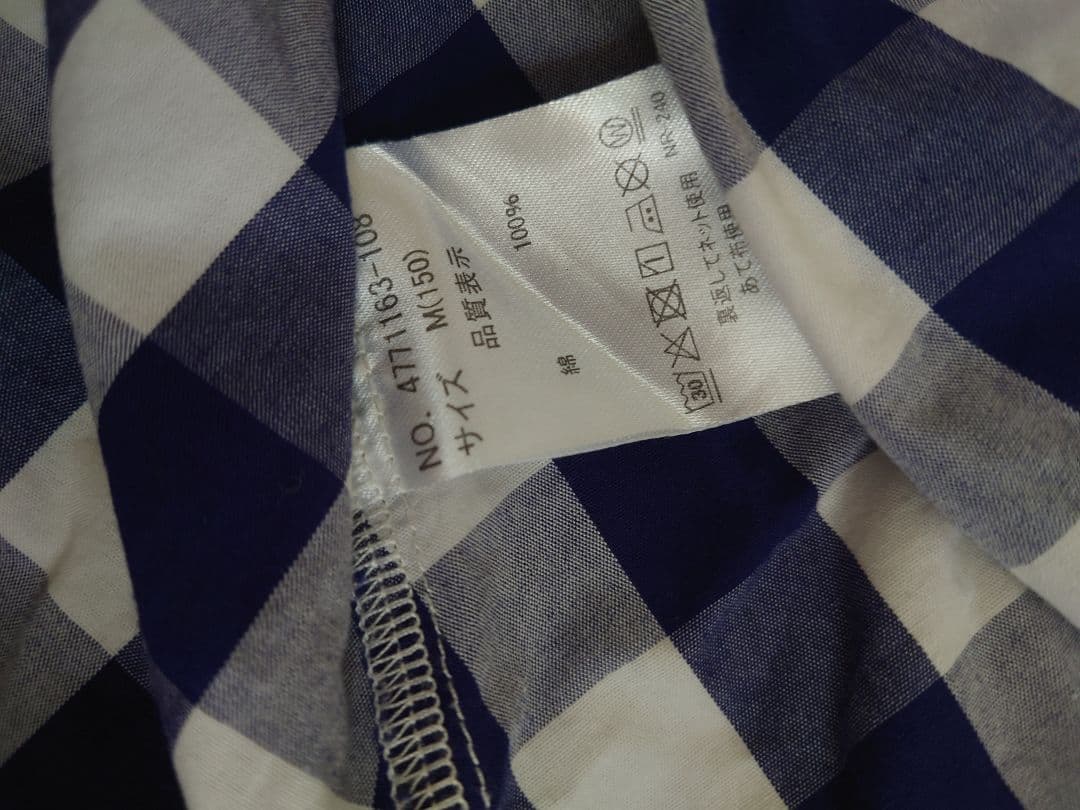 NO. 4771163-108
サイズ M(150)
品質表示
綿 100%
30 1 W
裏返してネット使用
あて布使用
NR-240